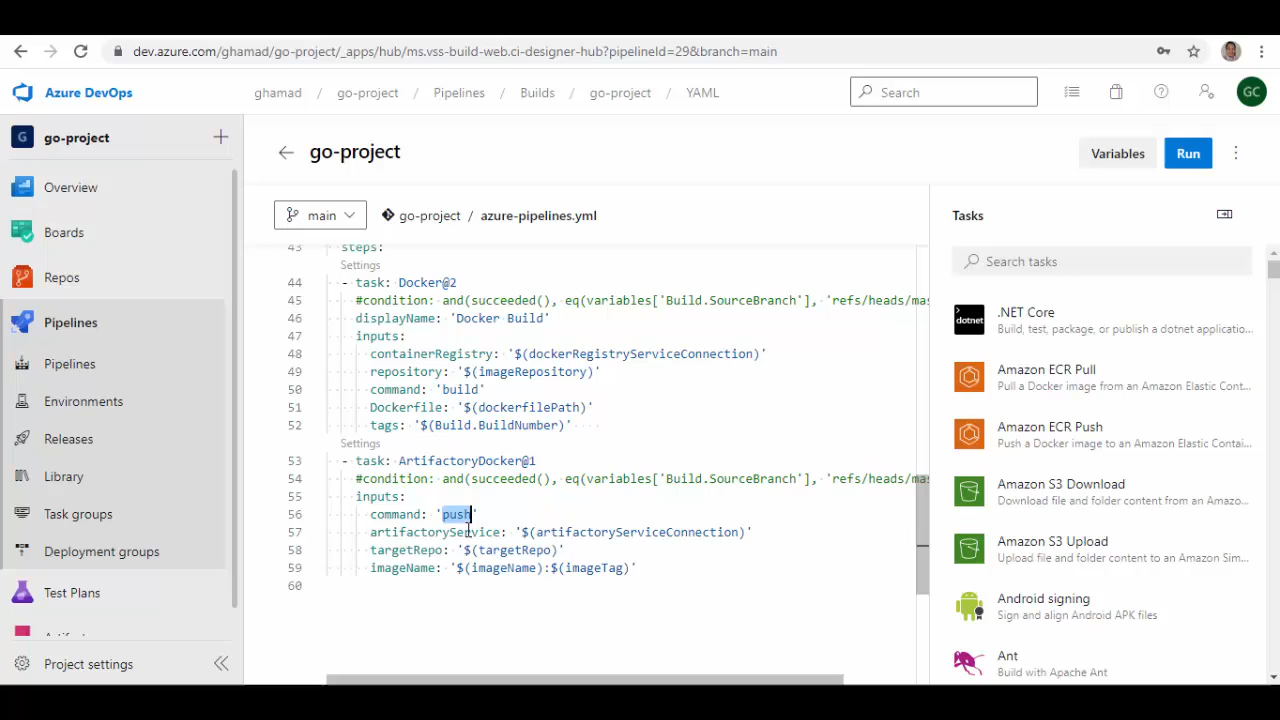 dev.azure.com/ghamad/go-project/_apps/hub/ms.vss-build-web.ci-designer-hub?pipelineId=29&branch=main
Azure DevOps
ghamad / go-project / Pipelines / Builds / go-project / YAML
Search
GC
G go-project
Overview
Boards
Repos
Pipelines
Pipelines
Environments
Releases
Library
Task groups
Deployment groups
Test Plans
Project settings
go-project
Variables
Run
main
go-project / azure-pipelines.yml
43 steps:
Settings
44 - task: Docker@2
45 #condition: and(succeeded(), eq(variables['Build.SourceBranch'], 'refs/heads/mas
46 displayName: 'Docker Build'
47 inputs:
48 containerRegistry: '$(dockerRegistryServiceConnection)'
49 repository: '$(imageRepository)'
50 command: 'build'
51 Dockerfile: '$(dockerfilePath)'
52 tags: '$(Build.BuildNumber)'
Settings
53 - task: ArtifactoryDocker@1
54 #condition: and(succeeded(), eq(variables['Build.SourceBranch'], 'refs/heads/mas
55 inputs:
56 command: 'push'
57 artifactoryService: '$(artifactoryServiceConnection)'
58 targetRepo: '$(targetRepo)'
59 imageName: '$(imageName):$(imageTag)'
60
Tasks
Search tasks
dotnet
.NET Core
Build, test, package, or publish a dotnet applicatio...
Amazon ECR Pull
Pull a Docker image from an Amazon Elastic Cont...
Amazon ECR Push
Push a Docker image to an Amazon Elastic Contai...
Amazon S3 Download
Download file and folder content from an Amazo...
Amazon S3 Upload
Upload file and folder content to an Amazon Sim...
Android signing
Sign and align Android APK files
Ant
Build with Apache Ant